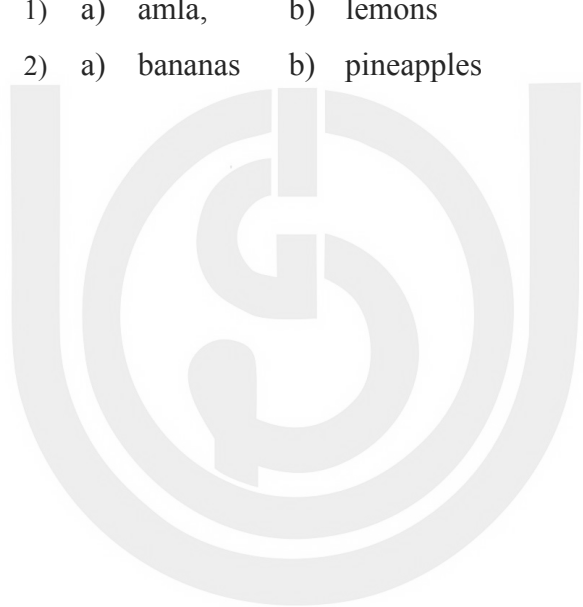 1) a) amla, b) lemons
2) a) bananas b) pineapples